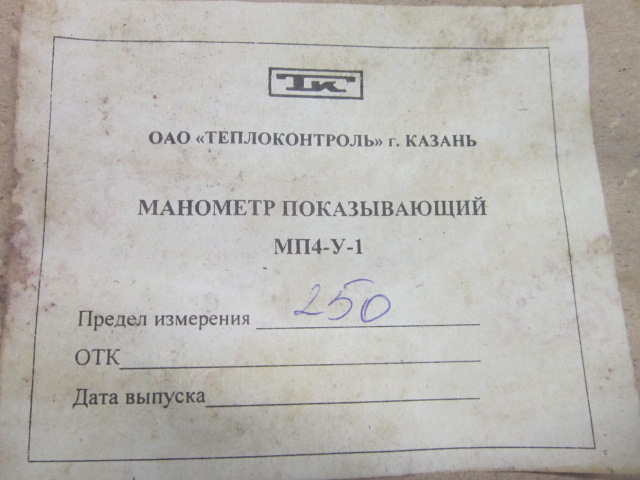 ТК
ОАО «ТЕПЛОКОНТРОЛЬ» г. КАЗАНЬ
МАНОМЕТР ПОКАЗЫВАЮЩИЙ
МП4-У-1
Предел измерения 250
ОТК
Дата выпуска